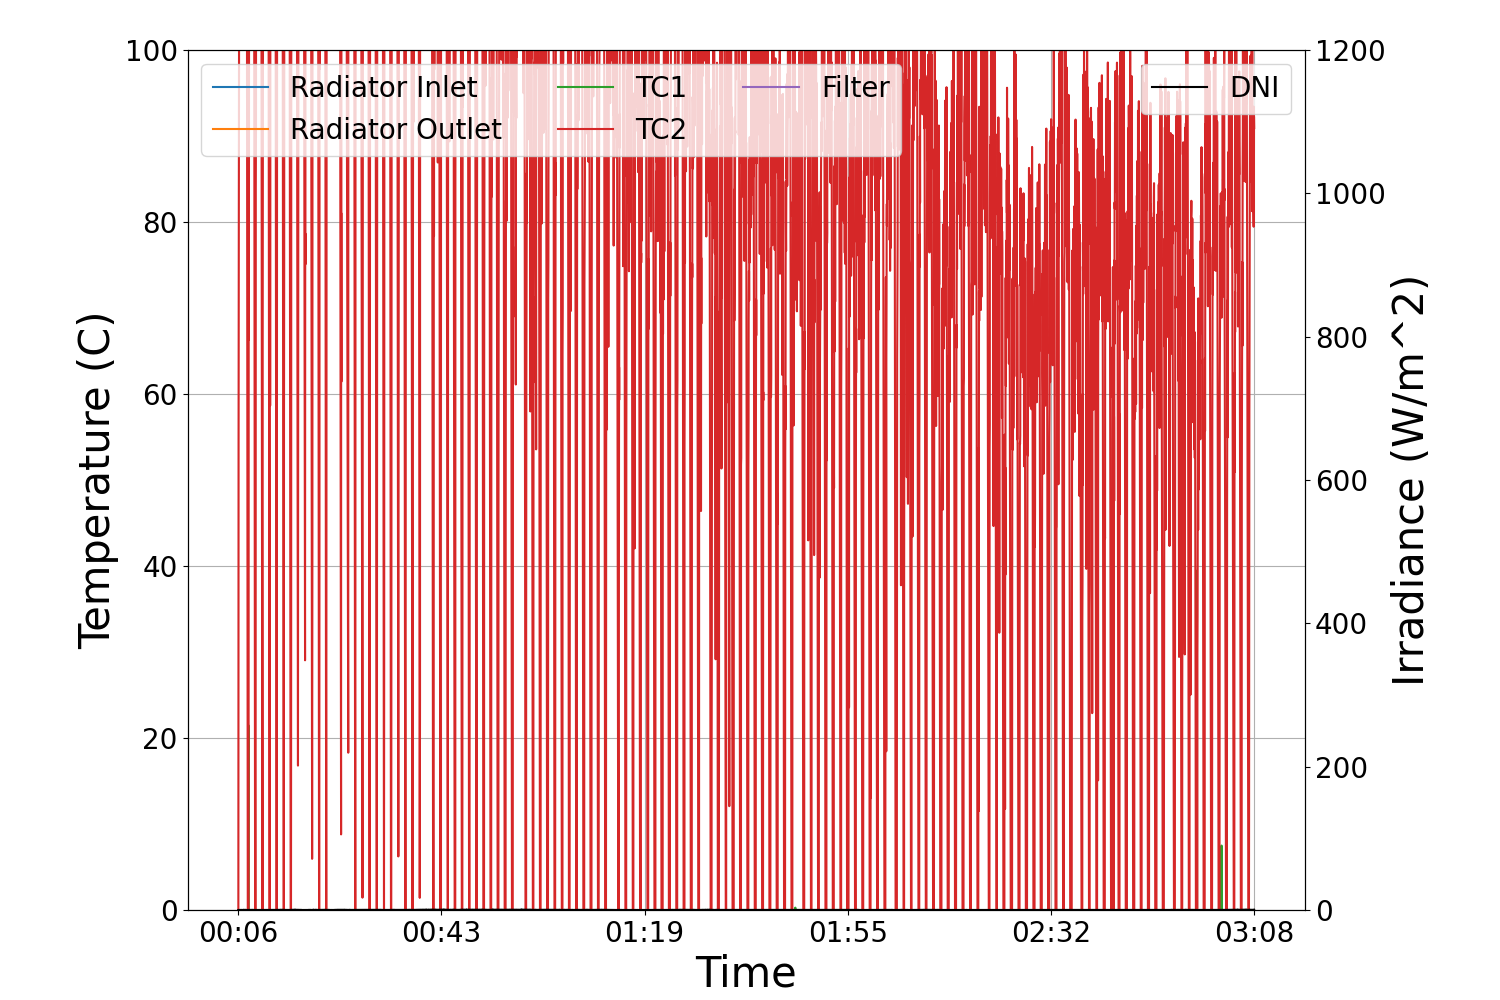 100
80
60
40
20
0
Temperature (C)
Radiator Inlet
Radiator Outlet
TC1
TC2
Filter
DNI
1200
1000
800
600
400
200
0
Irradiance (W/m^2)
00:06
00:43
01:19
01:55
02:32
03:08
Time